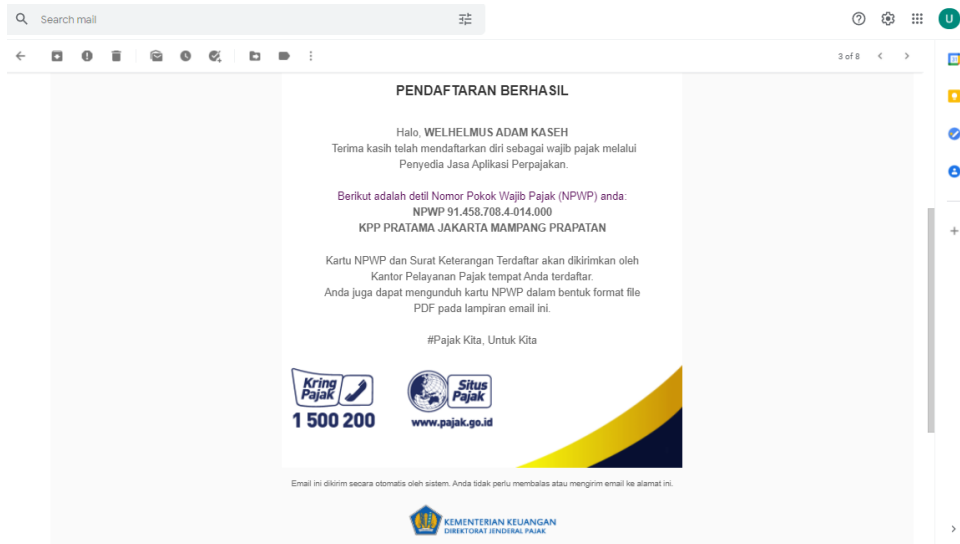 Search mail
U
3 of 8
PENDAFTARAN BERHASIL
Halo, WELHELMUS ADAM KASEH
Terima kasih telah mendaftarkan diri sebagai wajib pajak melalui
Penyedia Jasa Aplikasi Perpajakan.
Berikut adalah detil Nomor Pokok Wajib Pajak (NPWP) anda:
NPWP 91.458.708.4-014.000
KPP PRATAMA JAKARTA MAMPANG PRAPATAN
Kartu NPWP dan Surat Keterangan Terdaftar akan dikirimkan oleh
Kantor Pelayanan Pajak tempat Anda terdaftar.
Anda juga dapat mengunduh kartu NPWP dalam bentuk format file
PDF pada lampiran email ini.
#Pajak Kita, Untuk Kita
Kring
Pajak
1 500 200
Situs
Pajak
www.pajak.go.id
Email ini dikirim secara otomatis oleh sistem. Anda tidak perlu membalas atau mengirim email ke alamat ini.
KEMENTERIAN KEUANGAN
DIREKTORAT JENDERAL PAJAK